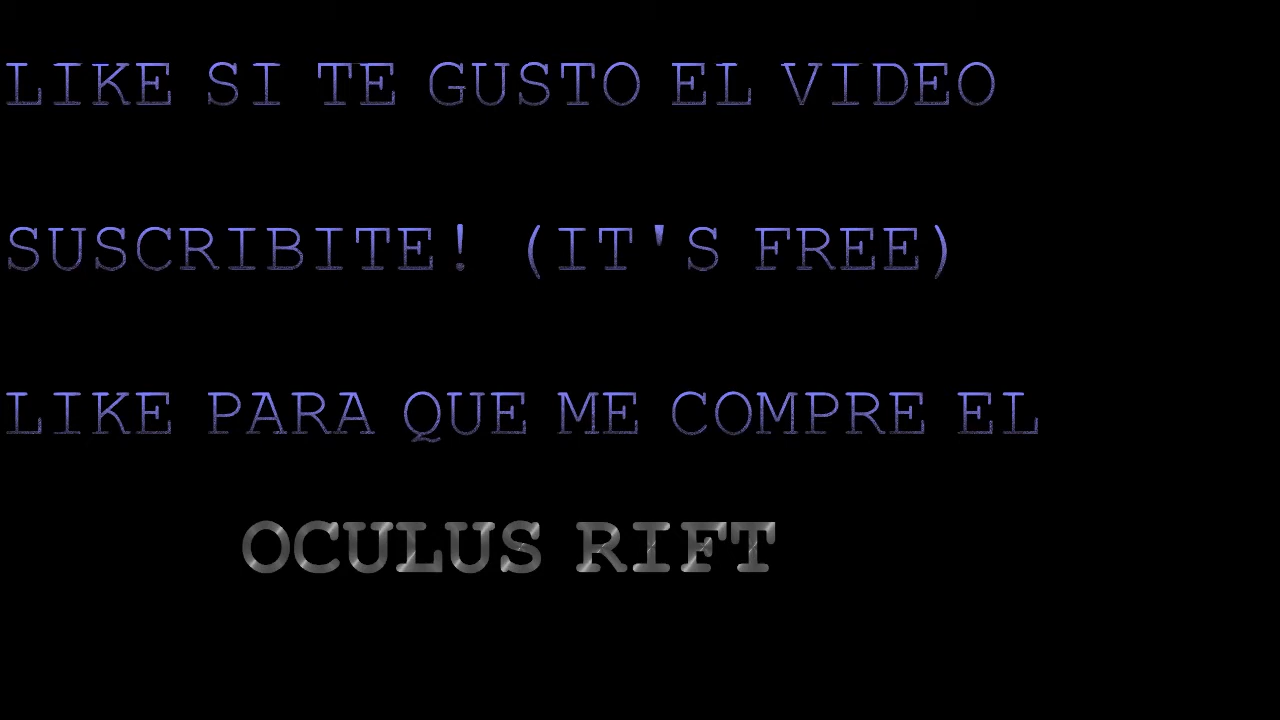 LIKE SI TE GUSTO EL VIDEO
SUSCRIBITE! (IT'S FREE)
LIKE PARA QUE ME COMPRE EL
OCULUS RIFT